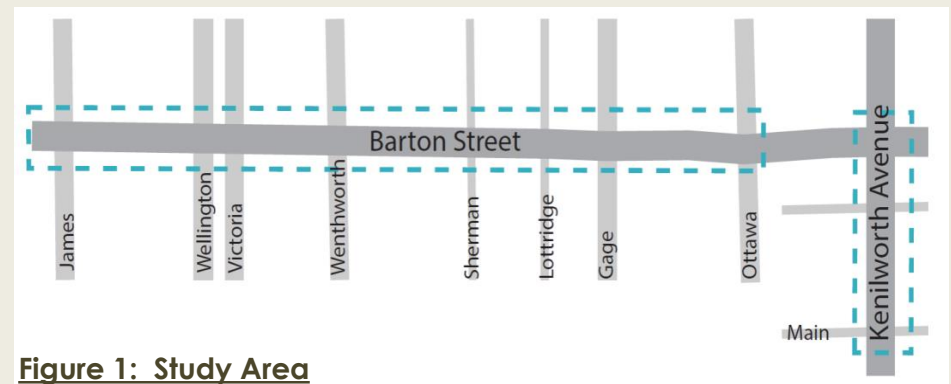 Barton Street
Kenilworth Avenue
James
Wellington
Victoria
Wenthworth
Sherman
Lottridge
Gage
Ottawa
Main
Figure 1: Study Area